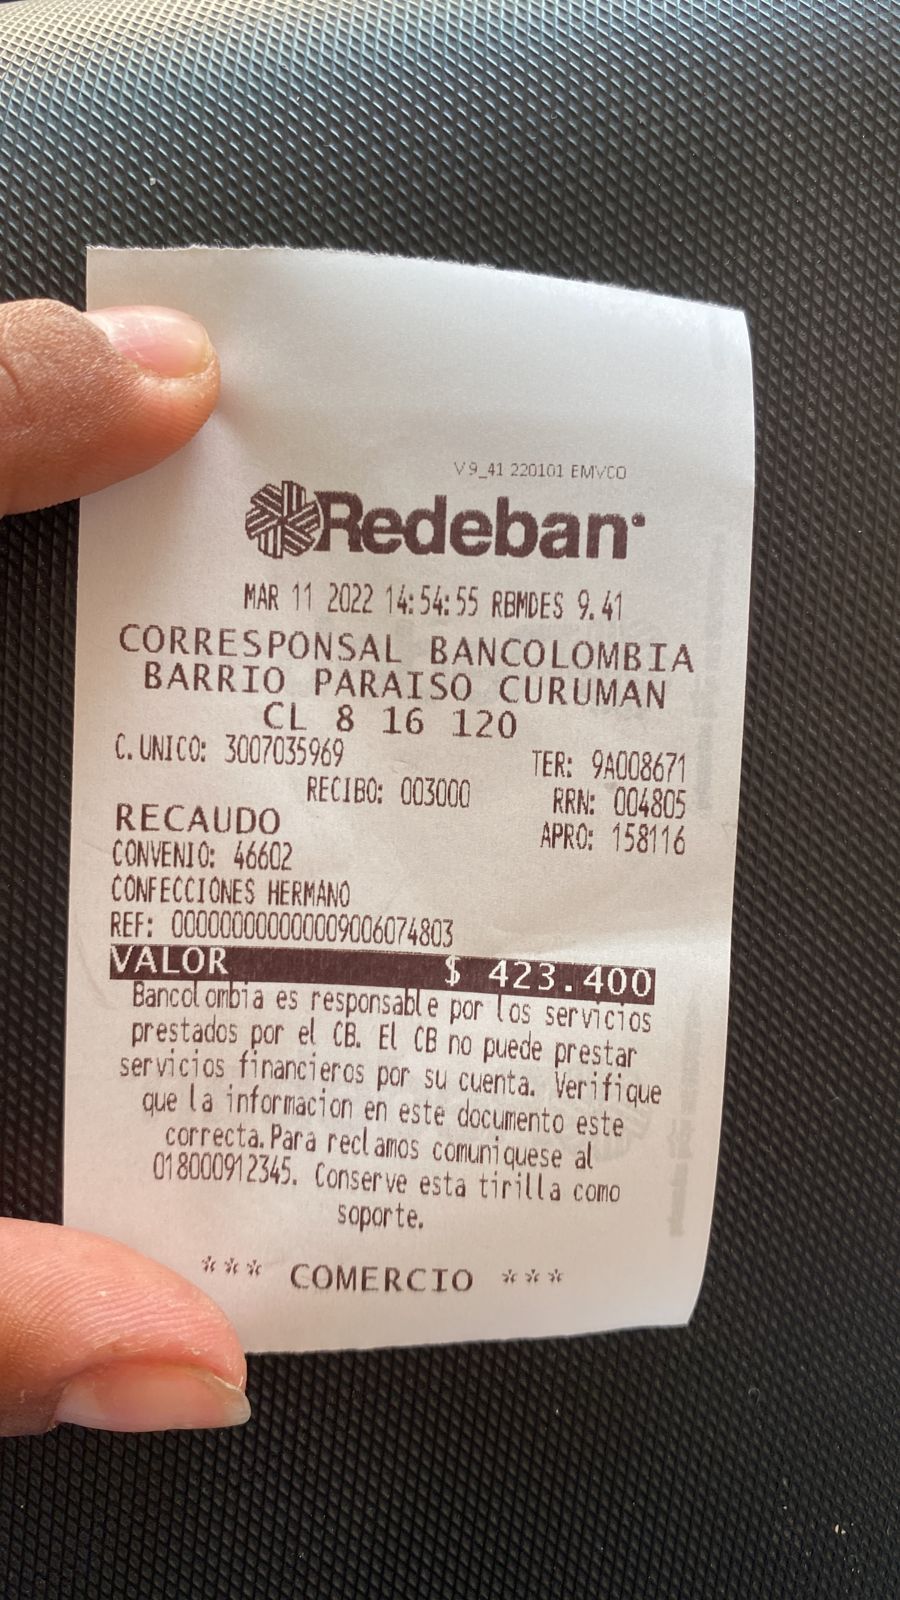 V9_41 220101 EMVCO
Redeban
MAR 11 2022 14:54:55 RBMDES 9.41
CORRESPONSAL BANCOLOMBIA
BARRIO PARAISO CURUMAN
CL 8 16 120
C.UNICO: 3007035969 TER: 9A008671
RECIBO: 003000 RRN: 004805
RECAUDO APRO: 158116
CONVENIO: 46602
CONFECCIONES HERMANO
REF: 000000000000009006074803
VALOR $ 423.400
Bancolombia es responsable por los servicios
prestados por el CB. El CB no puede prestar
servicios financieros por su cuenta. Verifique
que la informacion en este documento este
correcta.Para reclamos comuniquese al
018000912345. Conserve esta tirilla como
soporte.
*** COMERCIO ***